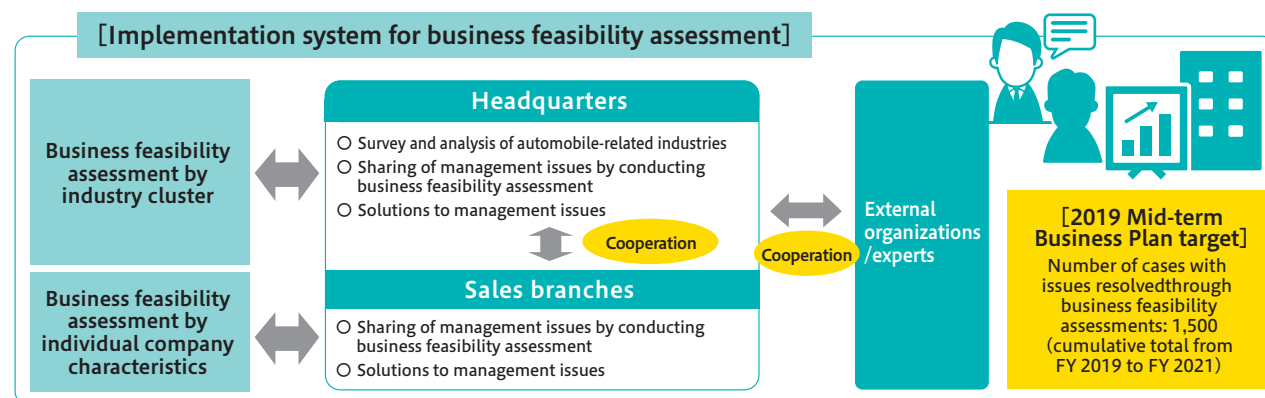 [Implementation system for business feasibility assessment]
Business feasibility
assessment by
industry cluster
Business feasibility
assessment by
individual company
characteristics
Headquarters
○ Survey and analysis of automobile-related industries
○ Sharing of management issues by conducting
business feasibility assessment
○ Solutions to management issues
Cooperation
Sales branches
○ Sharing of management issues by conducting
business feasibility assessment
○ Solutions to management issues
Cooperation
External
organizations
/experts
[2019 Mid-term
Business Plan target]
Number of cases with
issues resolvedthrough
business feasibility
assessments: 1,500
(cumulative total from
FY 2019 to FY 2021)